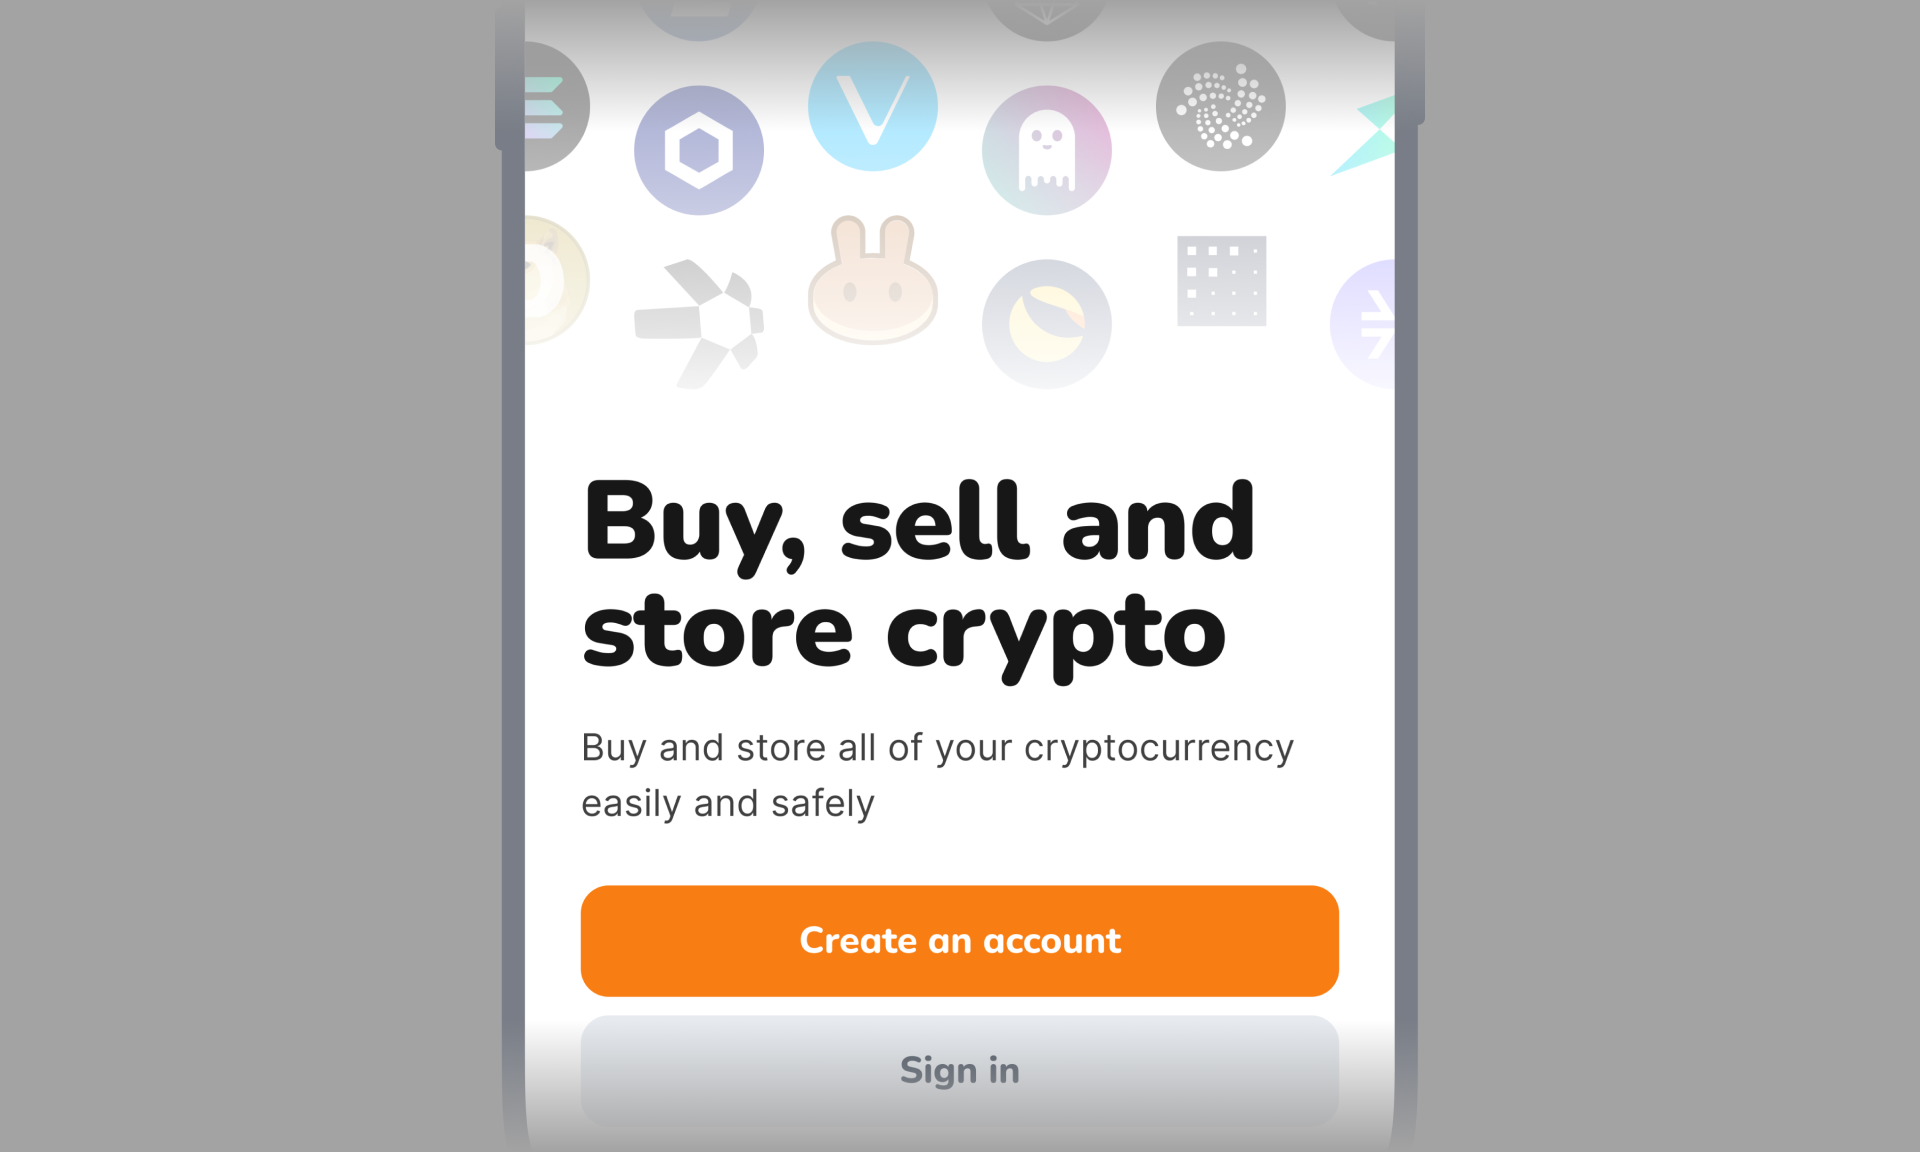 Buy, sell and
store crypto
Buy and store all of your cryptocurrency
easily and safely
Create an account
Sign in